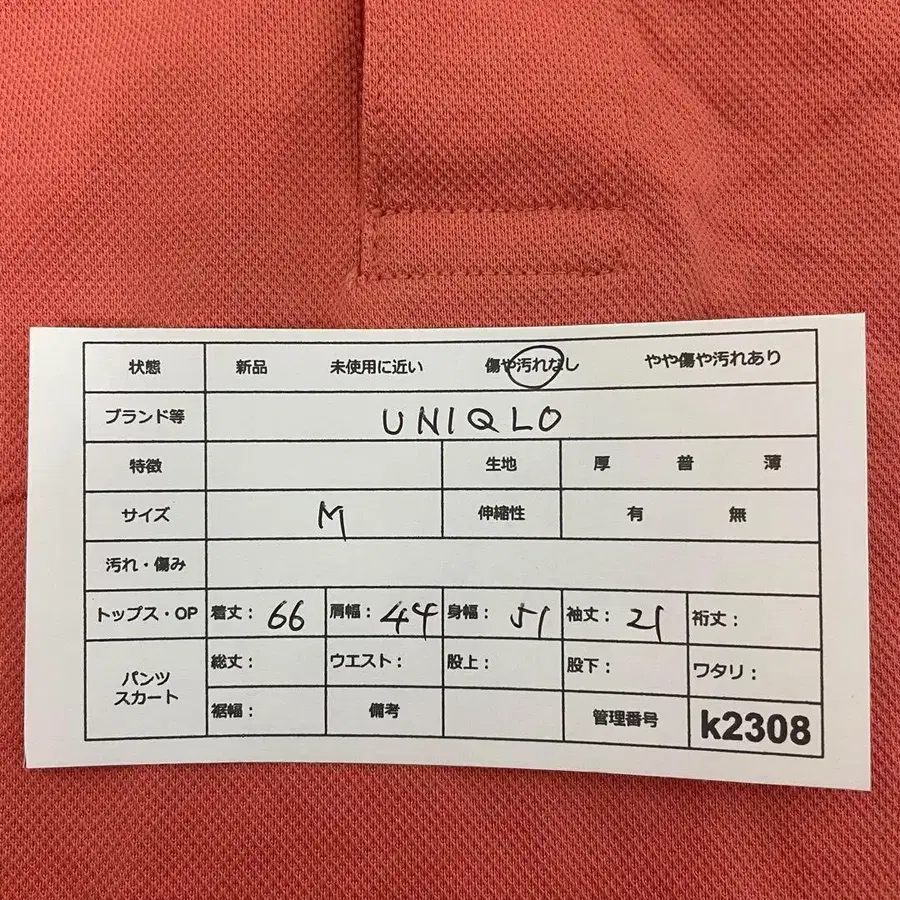 状態 新品 未使用に近い 傷や汚れなし やや傷や汚れあり
ブランド等 UNIQLO
特徴 生地 厚 普 薄
サイズ M 伸縮性 有 無
汚れ・傷み
トップス・OP 着丈: 66 肩幅: 44 身幅: 51 袖丈: 21 裄丈:
パンツ スカート 総丈: ウエスト: 股上: 股下: ワタリ:
裾幅: 備考 管理番号 k2308